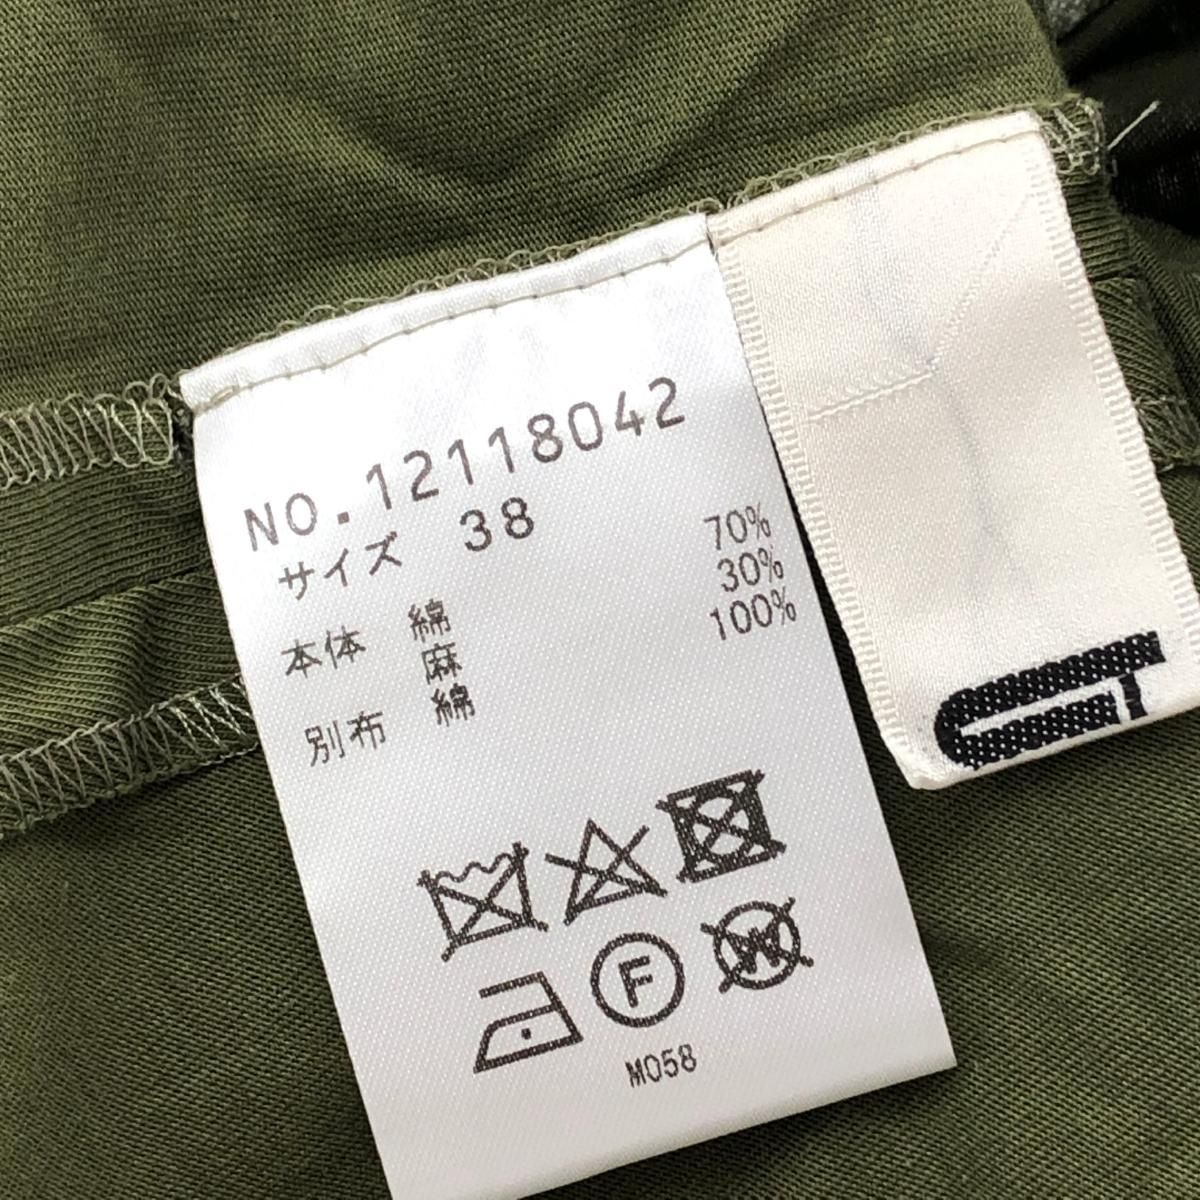 NO.12118042
サイズ 38
本体 綿 70%
麻 30%
別布 綿 100%
F
W
M058